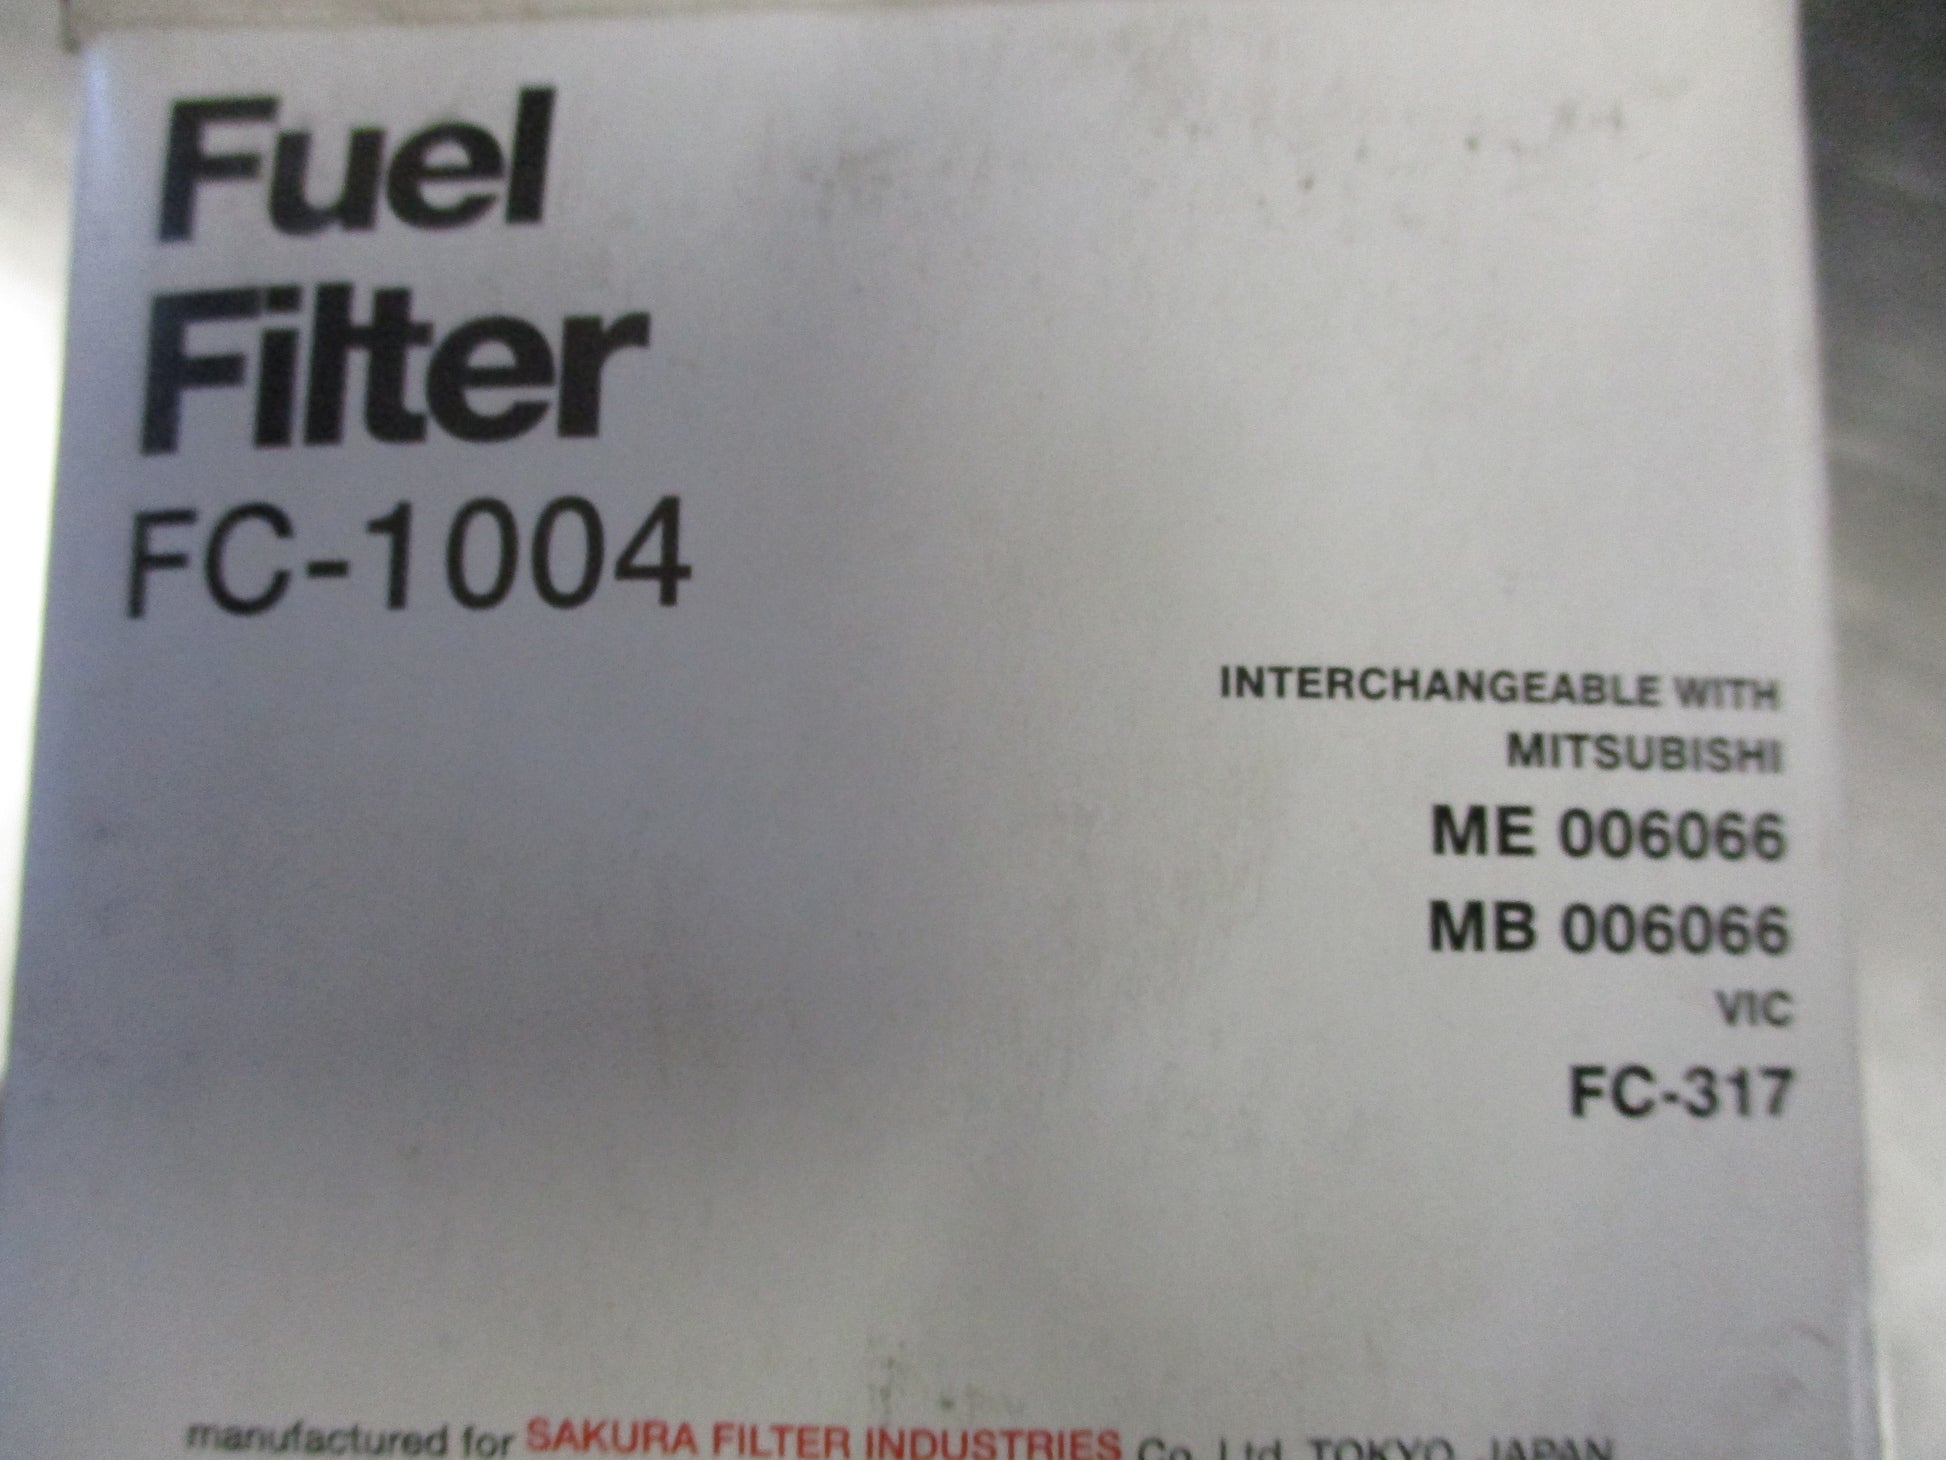 Fuel
Filter
FC-1004
INTERCHANGEABLE WITH
MITSUBISHI
ME 006066
MB 006066
VIC
FC-317
manufactured for SAKURA FILTER INDUSTRIES Co. Ltd. TOKYO, JAPAN